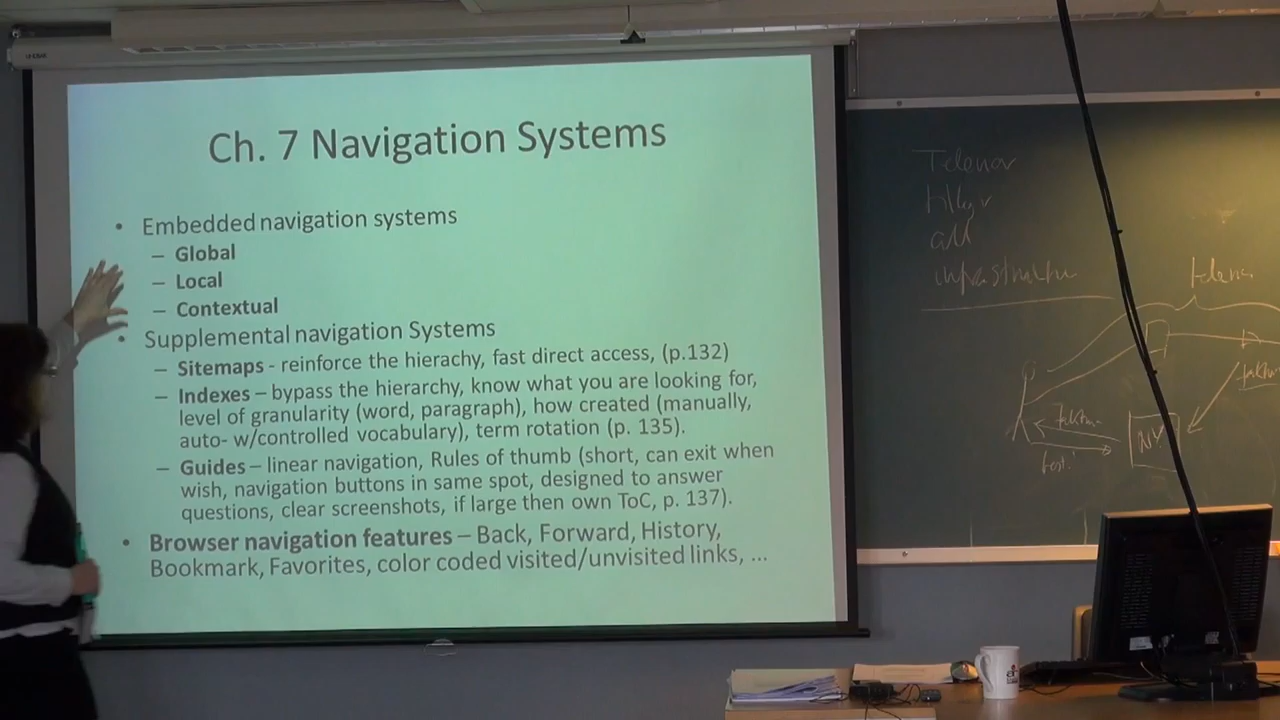 Ch. 7 Navigation Systems
• Embedded navigation systems
– Global
– Local
– Contextual
• Supplemental navigation Systems
– Sitemaps - reinforce the hierachy, fast direct access, (p.132)
– Indexes – bypass the hierarchy, know what you are looking for,
level of granularity (word, paragraph), how created (manually,
auto- w/controlled vocabulary), term rotation (p. 135).
– Guides – linear navigation, Rules of thumb (short, can exit when
wish, navigation buttons in same spot, designed to answer
questions, clear screenshots, if large then own ToC, p. 137).
• Browser navigation features – Back, Forward, History,
Bookmark, Favorites, color coded visited/unvisited links, ...
Telenor
all
NY